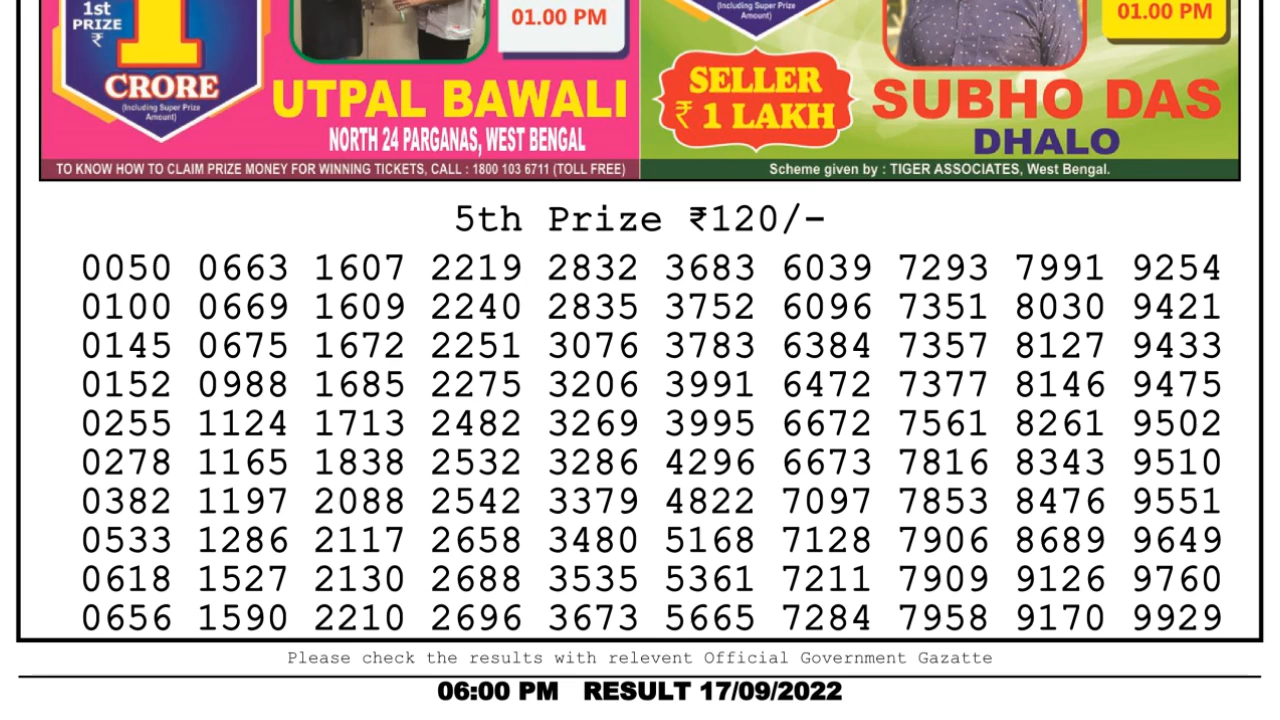 1st
PRIZE
₹
1
CRORE
(Including Super Prize
Amount)
01.00 PM
UTPAL BAWALI
NORTH 24 PARGANAS, WEST BENGAL
TO KNOW HOW TO CLAIM PRIZE MONEY FOR WINNING TICKETS, CALL : 1800 103 6711 (TOLL FREE)
(Including Super Prize
Amount)
01.00 PM
SELLER
₹ 1 LAKH
SUBHO DAS
DHALO
Scheme given by : TIGER ASSOCIATES, West Bengal.
5th Prize ₹120/-
0050 0663 1607 2219 2832 3683 6039 7293 7991 9254
0100 0669 1609 2240 2835 3752 6096 7351 8030 9421
0145 0675 1672 2251 3076 3783 6384 7357 8127 9433
0152 0988 1685 2275 3206 3991 6472 7377 8146 9475
0255 1124 1713 2482 3269 3995 6672 7561 8261 9502
0278 1165 1838 2532 3286 4296 6673 7816 8343 9510
0382 1197 2088 2542 3379 4822 7097 7853 8476 9551
0533 1286 2117 2658 3480 5168 7128 7906 8689 9649
0618 1527 2130 2688 3535 5361 7211 7909 9126 9760
0656 1590 2210 2696 3673 5665 7284 7958 9170 9929
Please check the results with relevent Official Government Gazatte
06:00 PM RESULT 17/09/2022